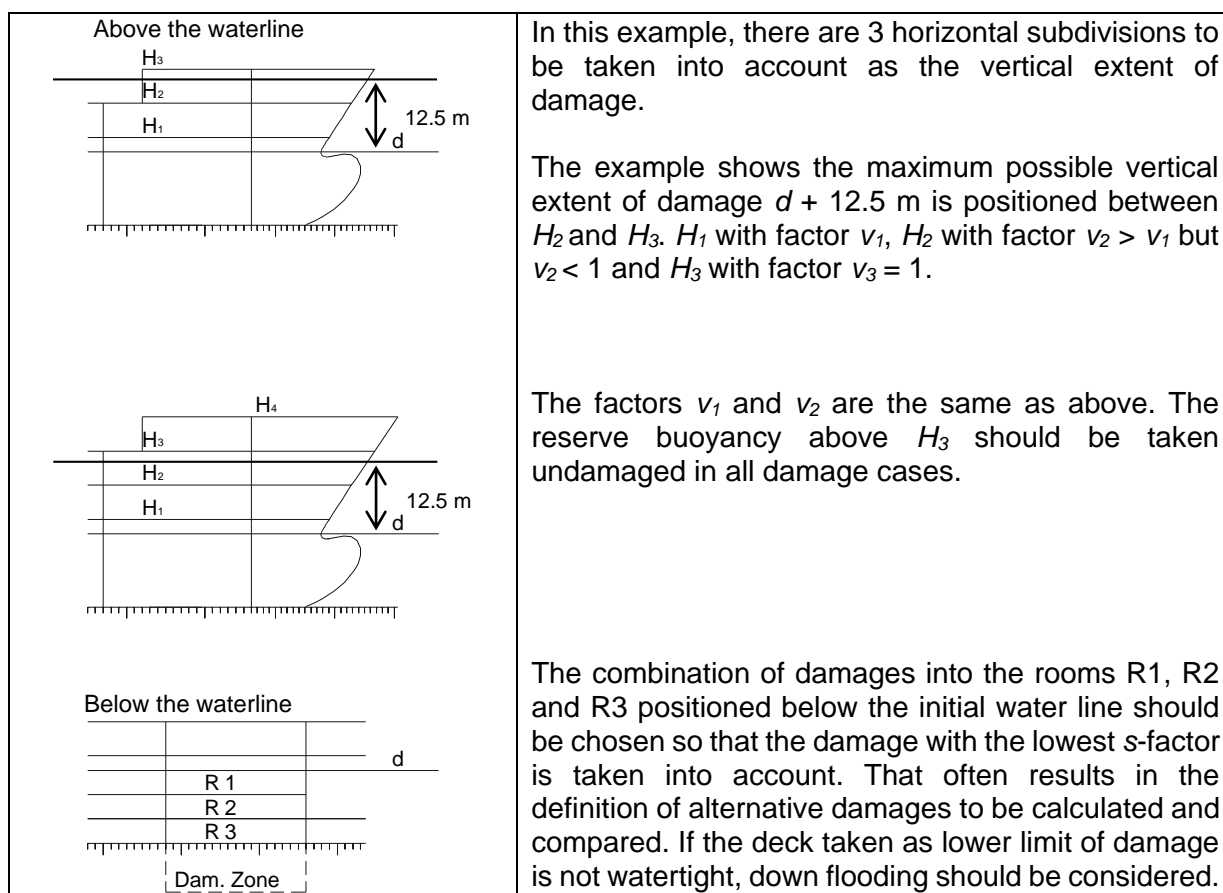 Above the waterline
H3
H2
H1
12.5 m
d
In this example, there are 3 horizontal subdivisions to
be taken into account as the vertical extent of
damage.
The example shows the maximum possible vertical
extent of damage d + 12.5 m is positioned between
H2 and H3. H1 with factor v1, H2 with factor v2 > v1 but
v2 < 1 and H3 with factor v3 = 1.
H4
H3
H2
H1
12.5 m
d
The factors v1 and v2 are the same as above. The
reserve buoyancy above H3 should be taken
undamaged in all damage cases.
Below the waterline
d
R 1
R 2
R 3
Dam. Zone
The combination of damages into the rooms R1, R2
and R3 positioned below the initial water line should
be chosen so that the damage with the lowest s-factor
is taken into account. That often results in the
definition of alternative damages to be calculated and
compared. If the deck taken as lower limit of damage
is not watertight, down flooding should be considered.